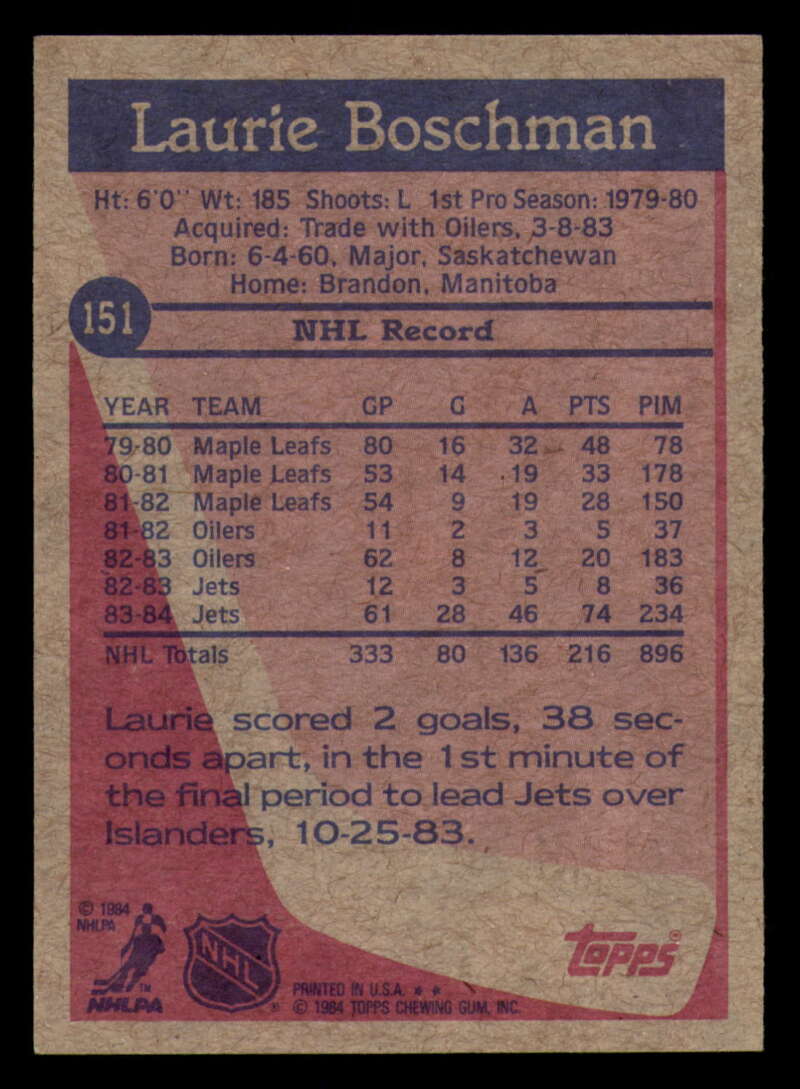 Laurie Boschman
Ht: 6'0" Wt: 185 Shoots: L 1st Pro Season: 1979-80
Acquired: Trade with Oilers, 3-8-83
Born: 6-4-60, Major, Saskatchewan
Home: Brandon, Manitoba
151
NHL Record
YEAR TEAM GP G A PTS PIM
79-80 Maple Leafs 80 16 32 48 78
80-81 Maple Leafs 53 14 19 33 178
81-82 Maple Leafs 54 9 19 28 150
81-82 Oilers 11 2 3 5 37
82-83 Oilers 62 8 12 20 183
82-83 Jets 12 3 5 8 36
83-84 Jets 61 28 46 74 234
NHL Totals 333 80 136 216 896
Laurie scored 2 goals, 38 sec-
onds apart, in the 1st minute of
the final period to lead Jets over
Islanders, 10-25-83.
© 1984
NHLPA
TM
NHLPA
NHL
®
topps®
PRINTED IN U.S.A. * *
© 1984 TOPPS CHEWING GUM, INC.